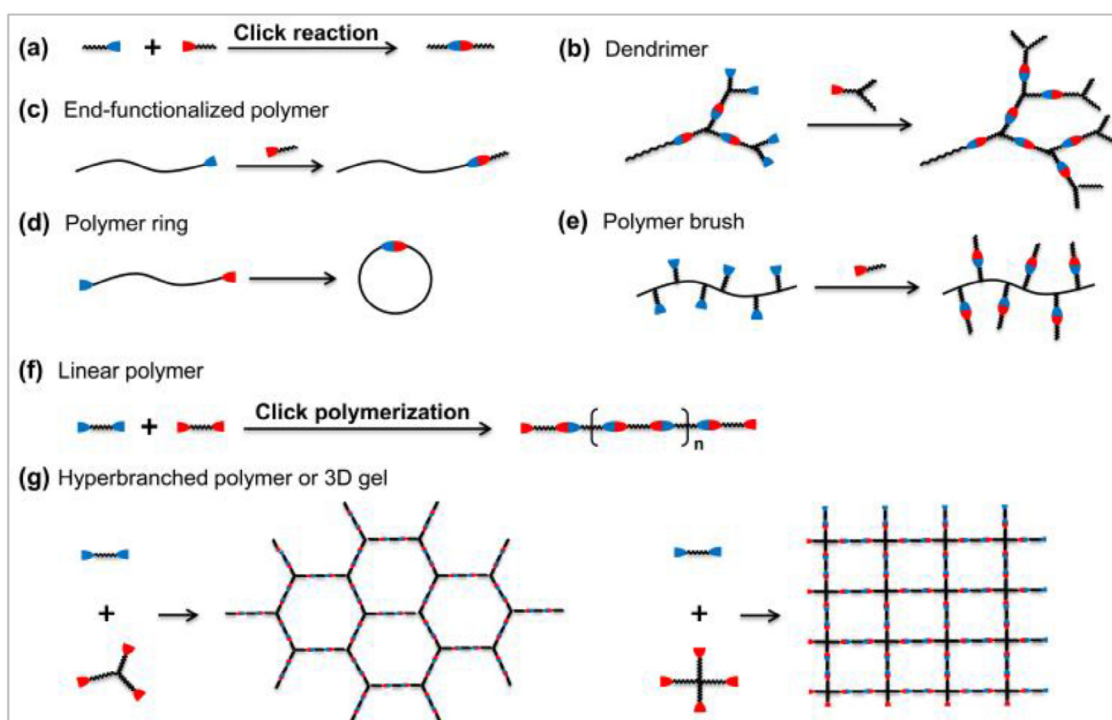 (a) + Click reaction
(b) Dendrimer
(c) End-functionalized polymer
(d) Polymer ring
(e) Polymer brush
(f) Linear polymer
+ Click polymerization n
(g) Hyperbranched polymer or 3D gel
+ +